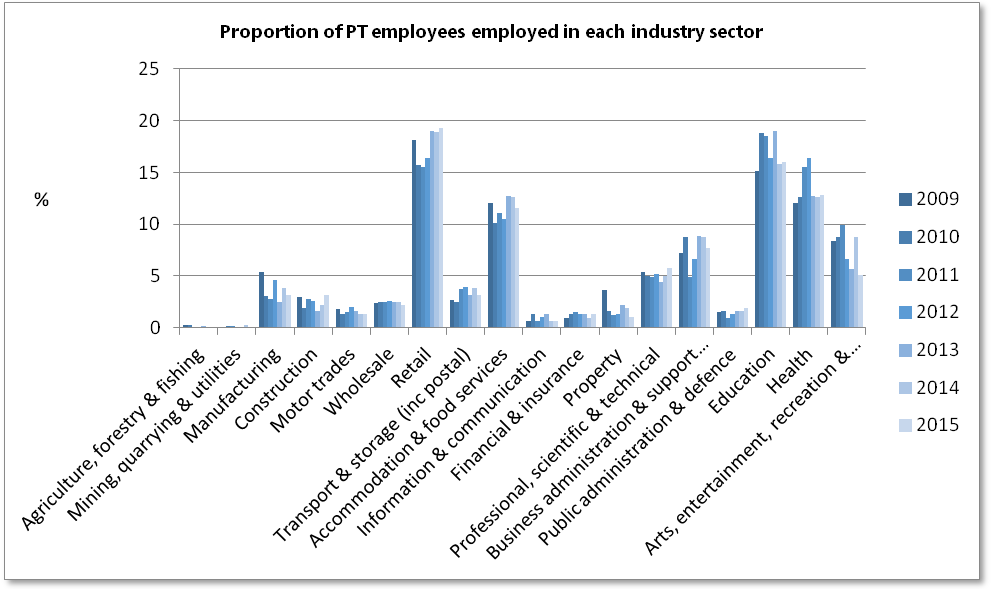 Proportion of PT employees employed in each industry sector
25
20
15
10
5
0
%
Agriculture, forestry & fishing
Mining, quarrying & utilities
Manufacturing
Construction
Motor trades
Wholesale
Retail
Transport & storage (inc postal)
Accommodation & food services
Information & communication
Financial & insurance
Property
Professional, scientific & technical
Business administration & support...
Public administration & defence
Education
Health
Arts, entertainment, recreation &...
2009
2010
2011
2012
2013
2014
2015